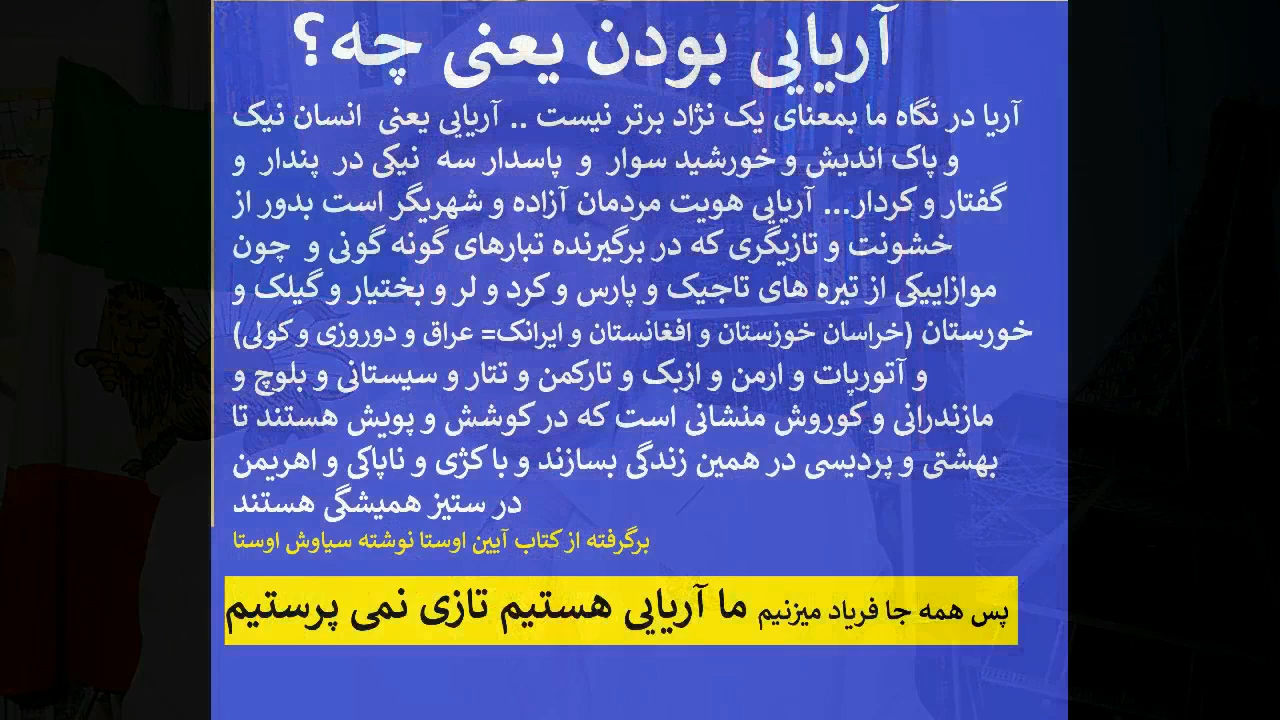 آریایی بودن یعنی چه؟
آریا در نگاه ما بمعنای یک نژاد برتر نیست .. آریایی یعنی انسان نیک
و پاک اندیش و خورشید سوار و پاسدار سه نیکی در پندار و
گفتار و کردار... آریایی هویت مردمان آزاده و شهریگر است بدور از
خشونت و تازیگری که در برگیرنده تبارهای گونه گونی و چون
موازاییکی از تیره های تاجیک و پارس و کرد و لر و بختیار و گیلک و
خورستان (خراسان خوزستان و افغانستان و ایرانک= عراق و دوروزی و کولی)
و آتورپات و ارمن و ازبک و تارکمن و تتار و سیستانی و بلوچ و
مازندرانی و کوروش منشانی است که در کوشش و پویش هستند تا
بهشتی و پردیسی در همین زندگی بسازند و با کژی و ناپاکی و اهریمن
در ستیز همیشگی هستند
برگرفته از کتاب آیین اوستا نوشته سیاوش اوستا
پس همه جا فریاد میزنیم ما آریایی هستیم تازی نمی پرستیم